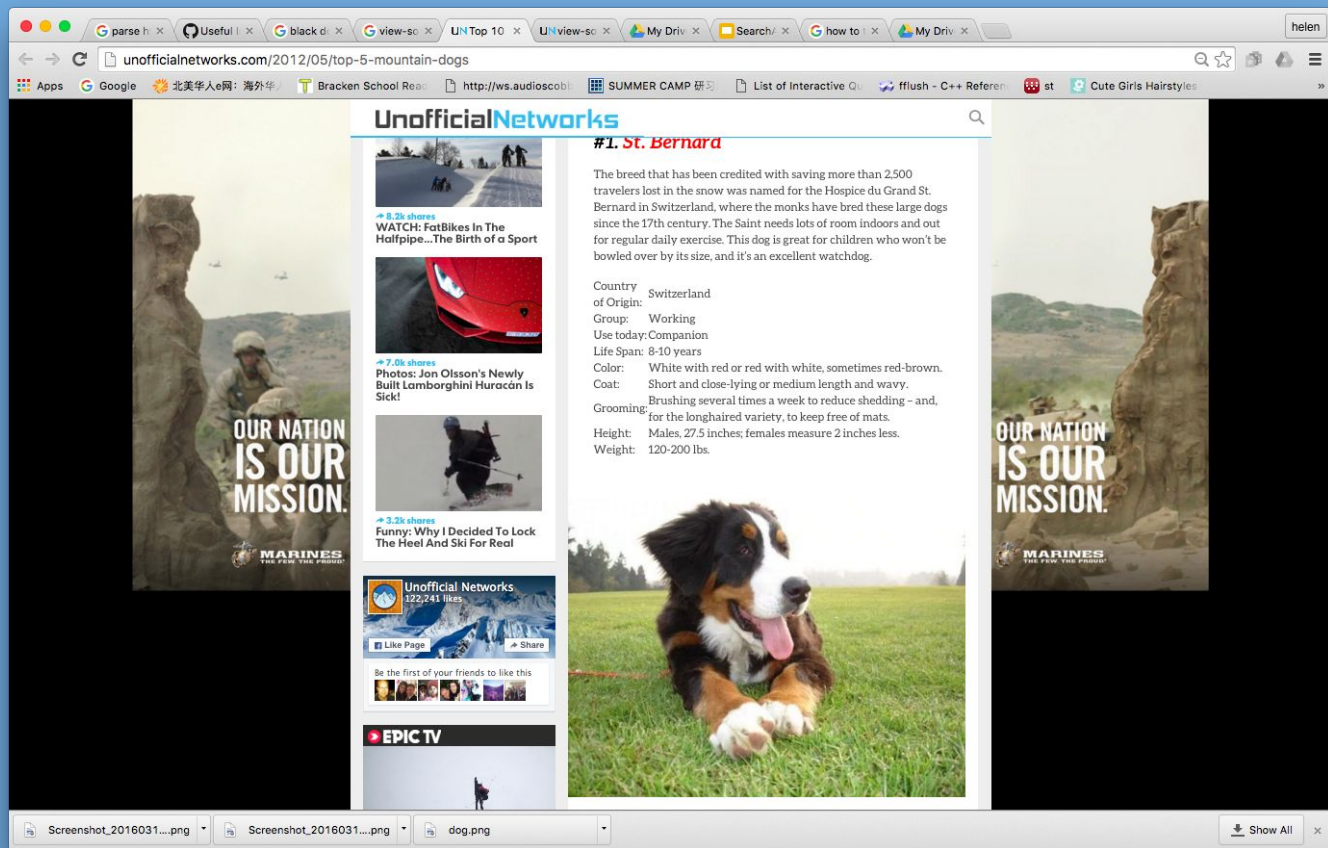 parse h
Useful
black d
view-so
UN Top 10
UN view-so
My Driv
Search/
how to
My Driv
helen
unofficialnetworks.com/2012/05/top-5-mountain-dogs
Apps
Google
北美华人e网：海外华
Bracken School Read
http://ws.audioscobl
SUMMER CAMP 研习
List of Interactive Qu
fflush - C++ Referen
st
Cute Girls Hairstyles
»
UnofficialNetworks
8.2k shares
WATCH: FatBikes In The
Halfpipe...The Birth of a Sport
7.0k shares
Photos: Jon Olsson's Newly
Built Lamborghini Huracán Is
Sick!
3.2k shares
Funny: Why I Decided To Lock
The Heel And Ski For Real
Unofficial Networks
122,241 likes
Like Page
Share
Be the first of your friends to like this
EPIC TV
#1. St. Bernard
The breed that has been credited with saving more than 2,500
travelers lost in the snow was named for the Hospice du Grand St.
Bernard in Switzerland, where the monks have bred these large dogs
since the 17th century. The Saint needs lots of room indoors and out
for regular daily exercise. This dog is great for children who won't be
bowled over by its size, and it's an excellent watchdog.
Country
of Origin: Switzerland
Group: Working
Use today: Companion
Life Span: 8-10 years
Color: White with red or red with white, sometimes red-brown.
Coat: Short and close-lying or medium length and wavy.
Grooming: Brushing several times a week to reduce shedding – and,
for the longhaired variety, to keep free of mats.
Height: Males, 27.5 inches; females measure 2 inches less.
Weight: 120-200 lbs.
OUR NATION
IS OUR
MISSION.
MARINES
THE FEW. THE PROUD.
OUR NATION
IS OUR
MISSION.
MARINES
THE FEW. THE PROUD.
Screenshot_2016031....png
Screenshot_2016031....png
dog.png
Show All